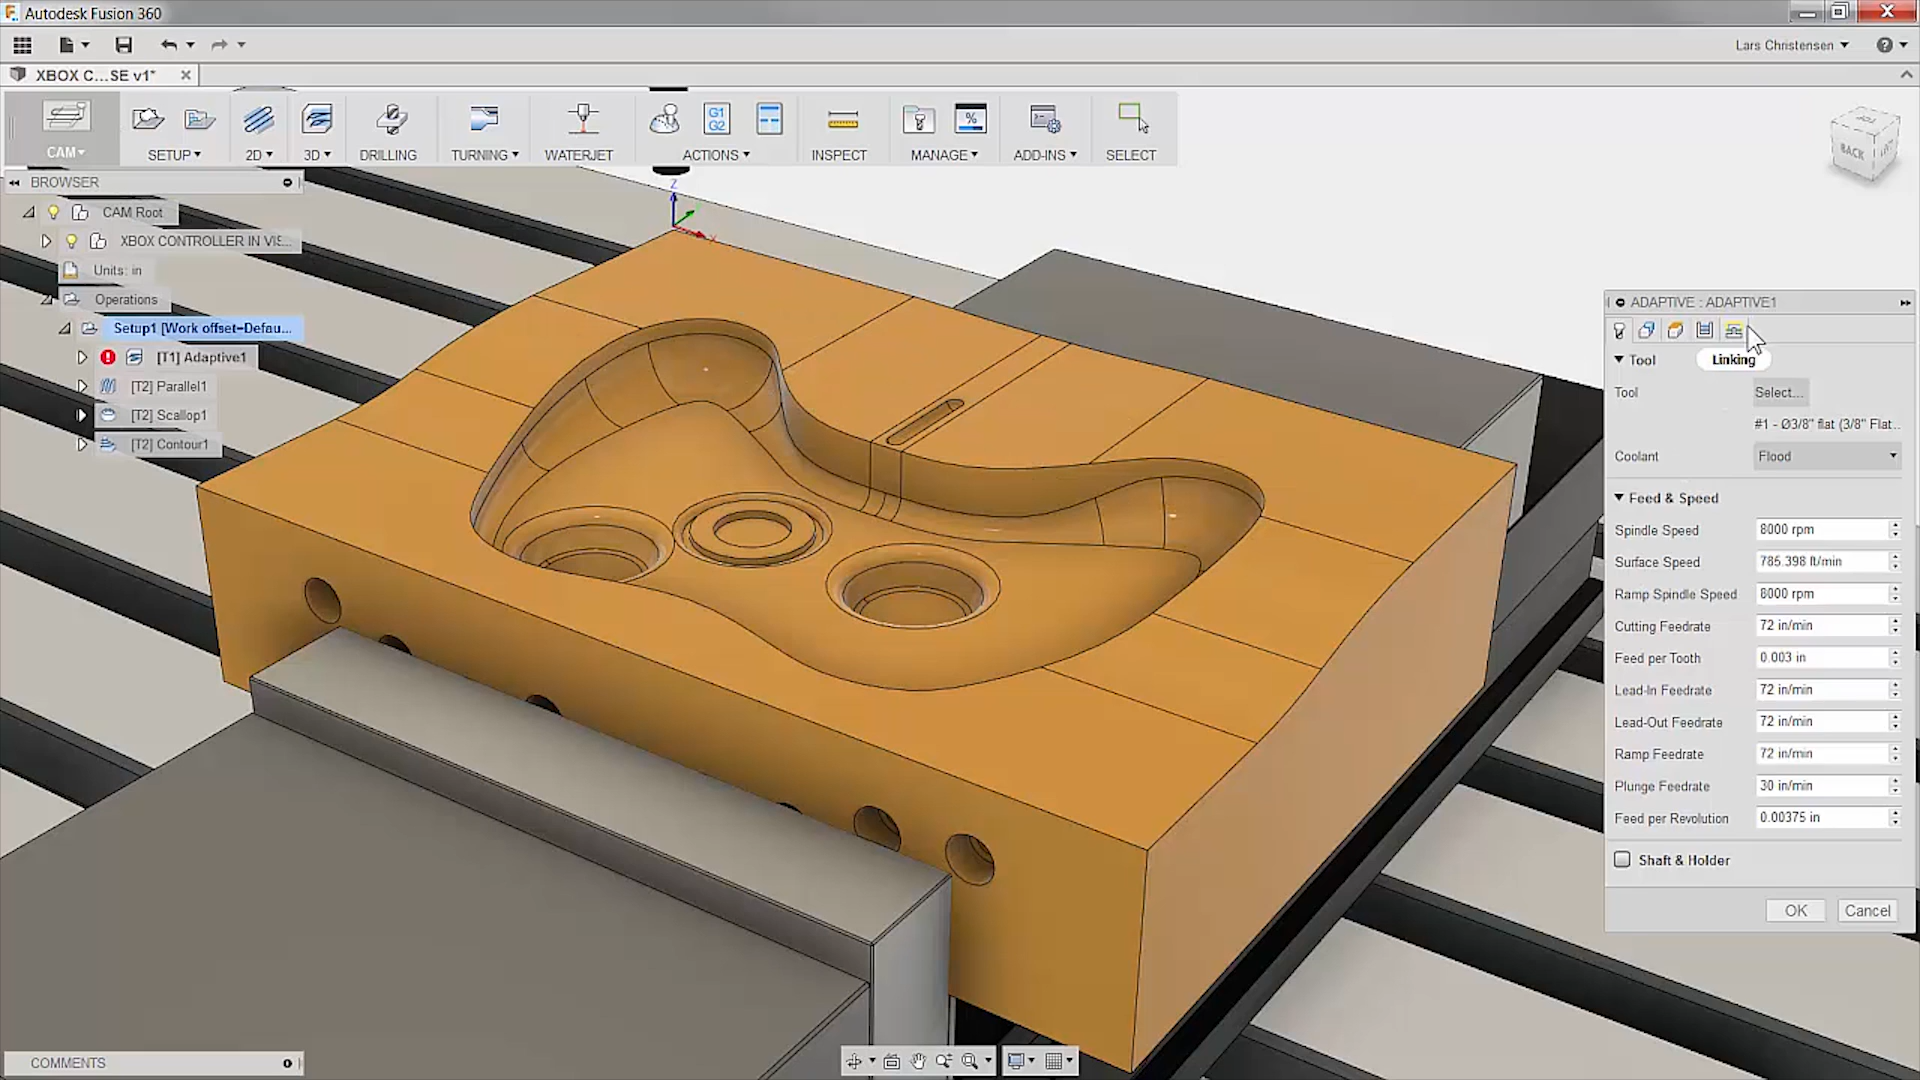 Autodesk Fusion 360
Lars Christensen
XBOX C...SE v1*
CAM
SETUP
2D
3D
DRILLING
TURNING
WATERJET
G1
G2
ACTIONS
INSPECT
%
MANAGE
ADD-INS
SELECT
TOP
BACK
BROWSER
CAM Root
XBOX CONTROLLER IN VIS...
Units: in
Operations
Setup1 [Work offset=Defau...
[T1] Adaptive1
[T2] Parallel1
[T2] Scallop1
[T2] Contour1
Z
X
ADAPTIVE : ADAPTIVE1
Tool
Linking
Tool
Select...
#1 - Ø3/8" flat (3/8" Flat...
Coolant
Flood
Feed & Speed
Spindle Speed
8000 rpm
Surface Speed
785.398 ft/min
Ramp Spindle Speed
8000 rpm
Cutting Feedrate
72 in/min
Feed per Tooth
0.003 in
Lead-In Feedrate
72 in/min
Lead-Out Feedrate
72 in/min
Ramp Feedrate
72 in/min
Plunge Feedrate
30 in/min
Feed per Revolution
0.00375 in
Shaft & Holder
OK
Cancel
COMMENTS